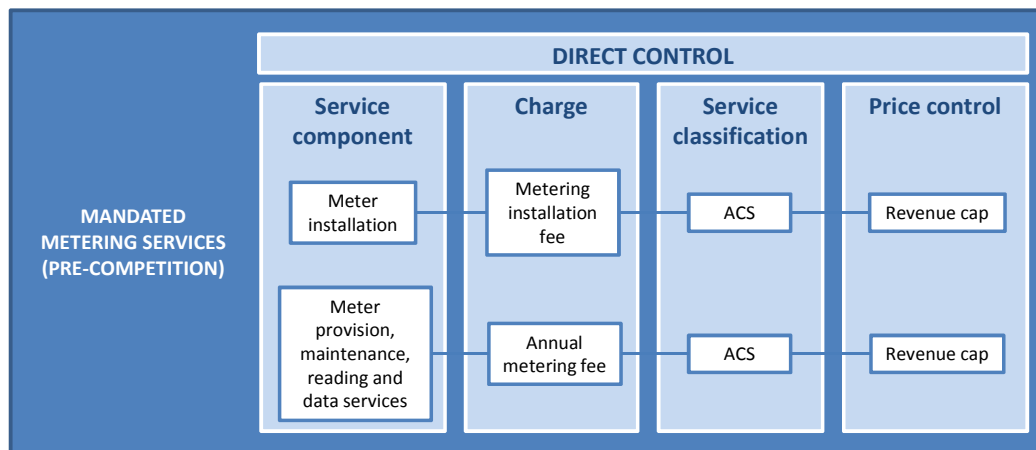 DIRECT CONTROL
Service
component
Charge
Service
classification
Price control
MANDATED
METERING SERVICES
(PRE-COMPETITION)
Meter
installation
Metering
installation
fee
ACS
Revenue cap
Meter
provision,
maintenance,
reading and
data services
Annual
metering fee
ACS
Revenue cap